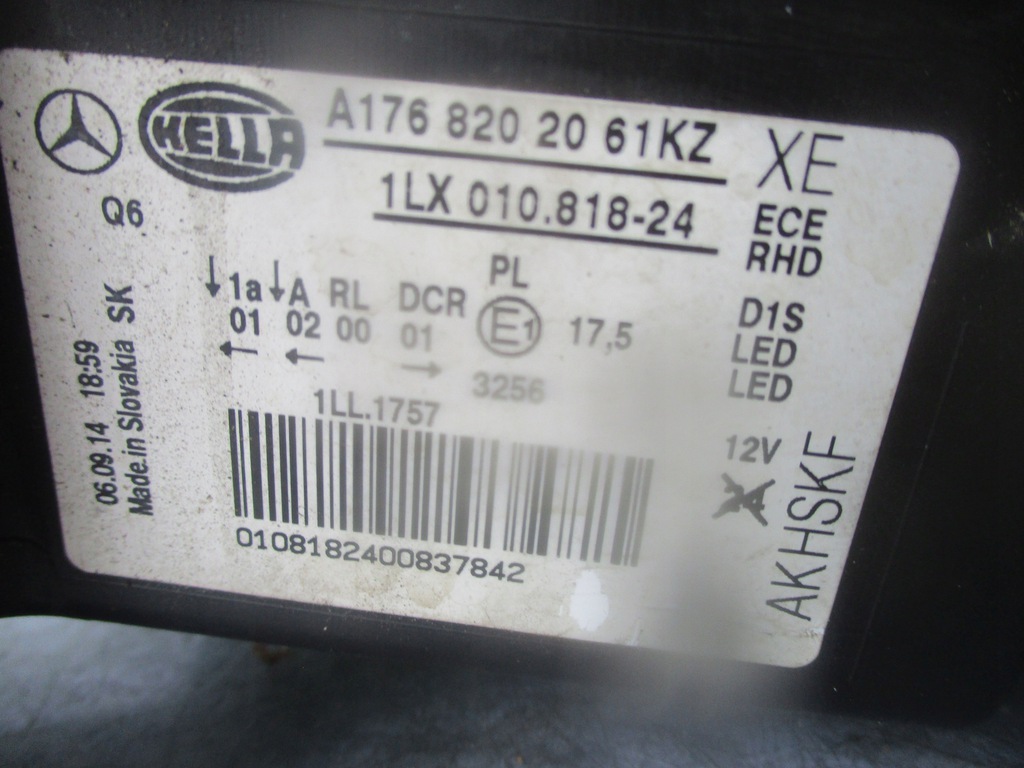 HELLA
A176 820 20 61KZ
XE
1LX 010.818-24
Q6
ECE
RHD
↓1a ↓A RL DCR PL
01 02 00 01 E1 17,5
← ← → 3256
D1S
LED
LED
1LL.1757
12V
AKHSKF
06.09.14 18:59
Made.in Slovakia SK
0108182400837842